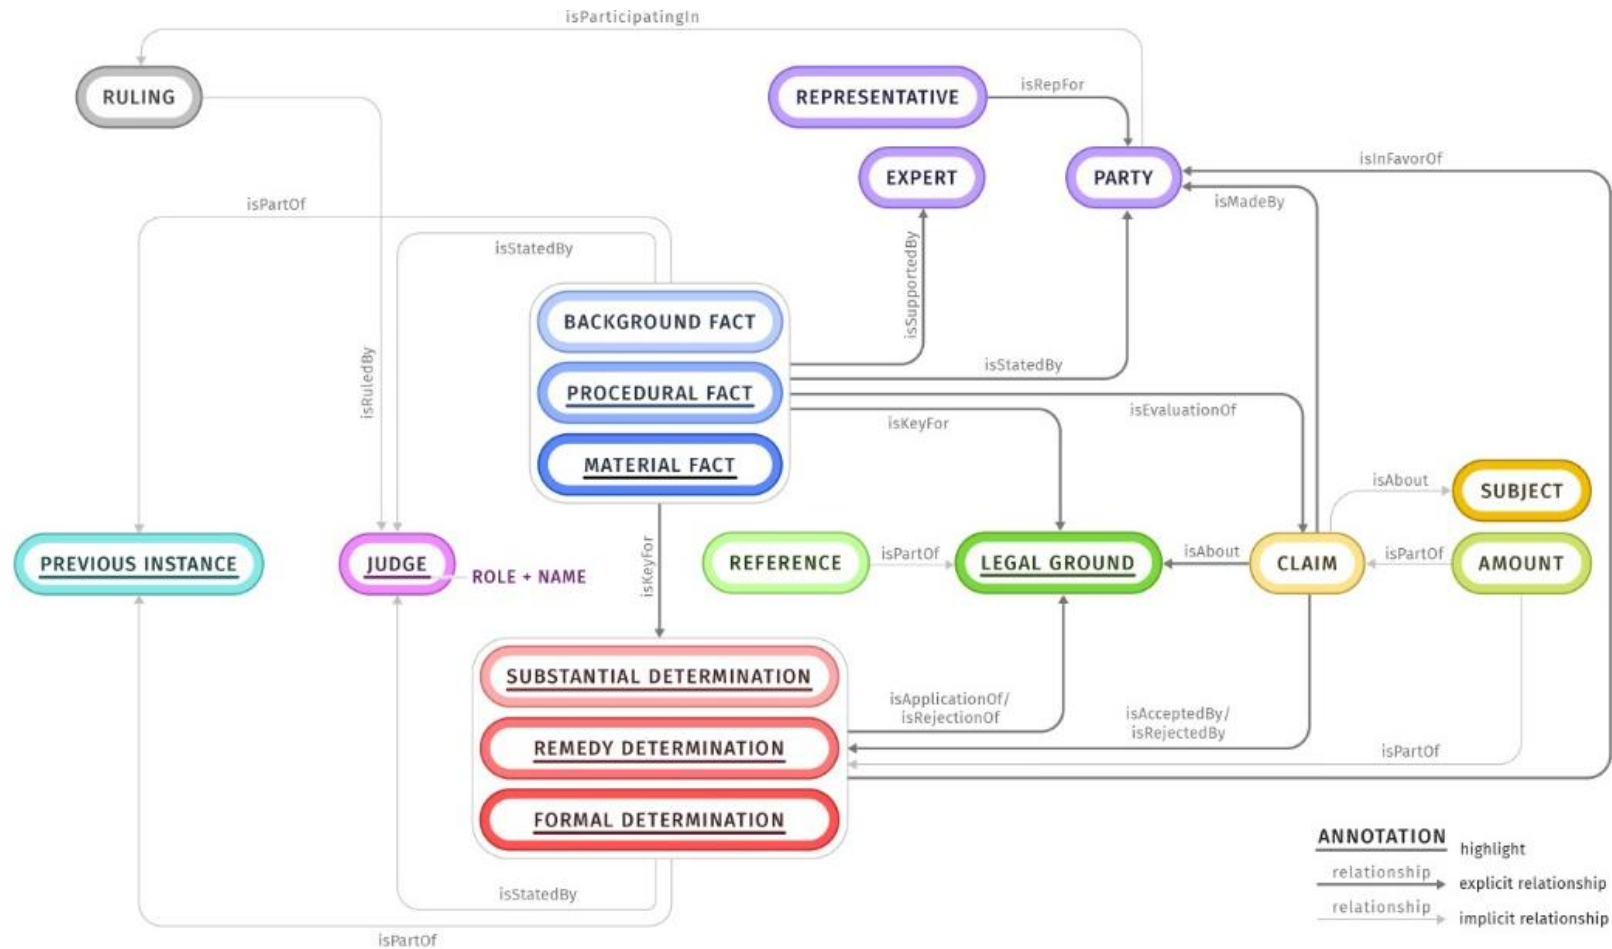 isParticipatingIn
RULING
REPRESENTATIVE
isRepFor
EXPERT
PARTY
isInFavorOf
isMadeBy
isPartOf
isStatedBy
isSupportedBy
BACKGROUND FACT
PROCEDURAL FACT
MATERIAL FACT
isStatedBy
isEvaluationOf
isKeyFor
isRuledBy
isAbout
SUBJECT
PREVIOUS INSTANCE
JUDGE
ROLE + NAME
isKeyFor
REFERENCE
isPartOf
LEGAL GROUND
isAbout
CLAIM
isPartOf
AMOUNT
SUBSTANTIAL DETERMINATION
REMEDY DETERMINATION
FORMAL DETERMINATION
isApplicationOf/
isRejectionOf
isAcceptedBy/
isRejectedBy
isPartOf
isStatedBy
isPartOf
ANNOTATION
highlight
relationship
explicit relationship
relationship
implicit relationship